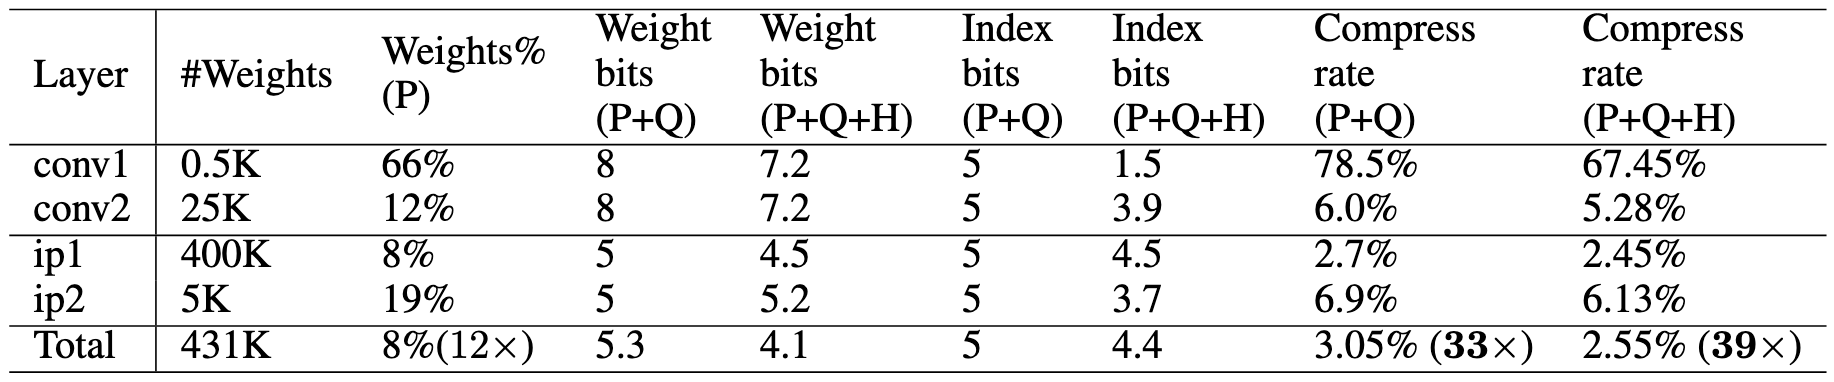 Layer #Weights Weights% (P) Weight bits (P+Q) Weight bits (P+Q+H) Index bits (P+Q) Index bits (P+Q+H) Compress rate (P+Q) Compress rate (P+Q+H)
conv1 0.5K 66% 8 7.2 5 1.5 78.5% 67.45%
conv2 25K 12% 8 7.2 5 3.9 6.0% 5.28%
ip1 400K 8% 5 4.5 5 4.5 2.7% 2.45%
ip2 5K 19% 5 5.2 5 3.7 6.9% 6.13%
Total 431K 8%(12×) 5.3 4.1 5 4.4 3.05% (33×) 2.55% (39×)